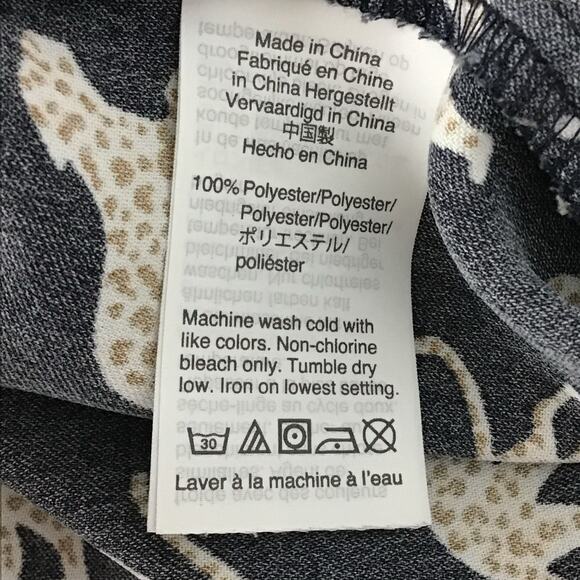 Made in China
Fabriqué en Chine
in China Hergestellt
Vervaardigd in China
中国製
Hecho en China
100% Polyester/Polyester/
Polyester/Polyester/
ポリエステル/
poliéster
Machine wash cold with
like colors. Non-chlorine
bleach only. Tumble dry
low. Iron on lowest setting.
30
Laver à la machine à l'eau